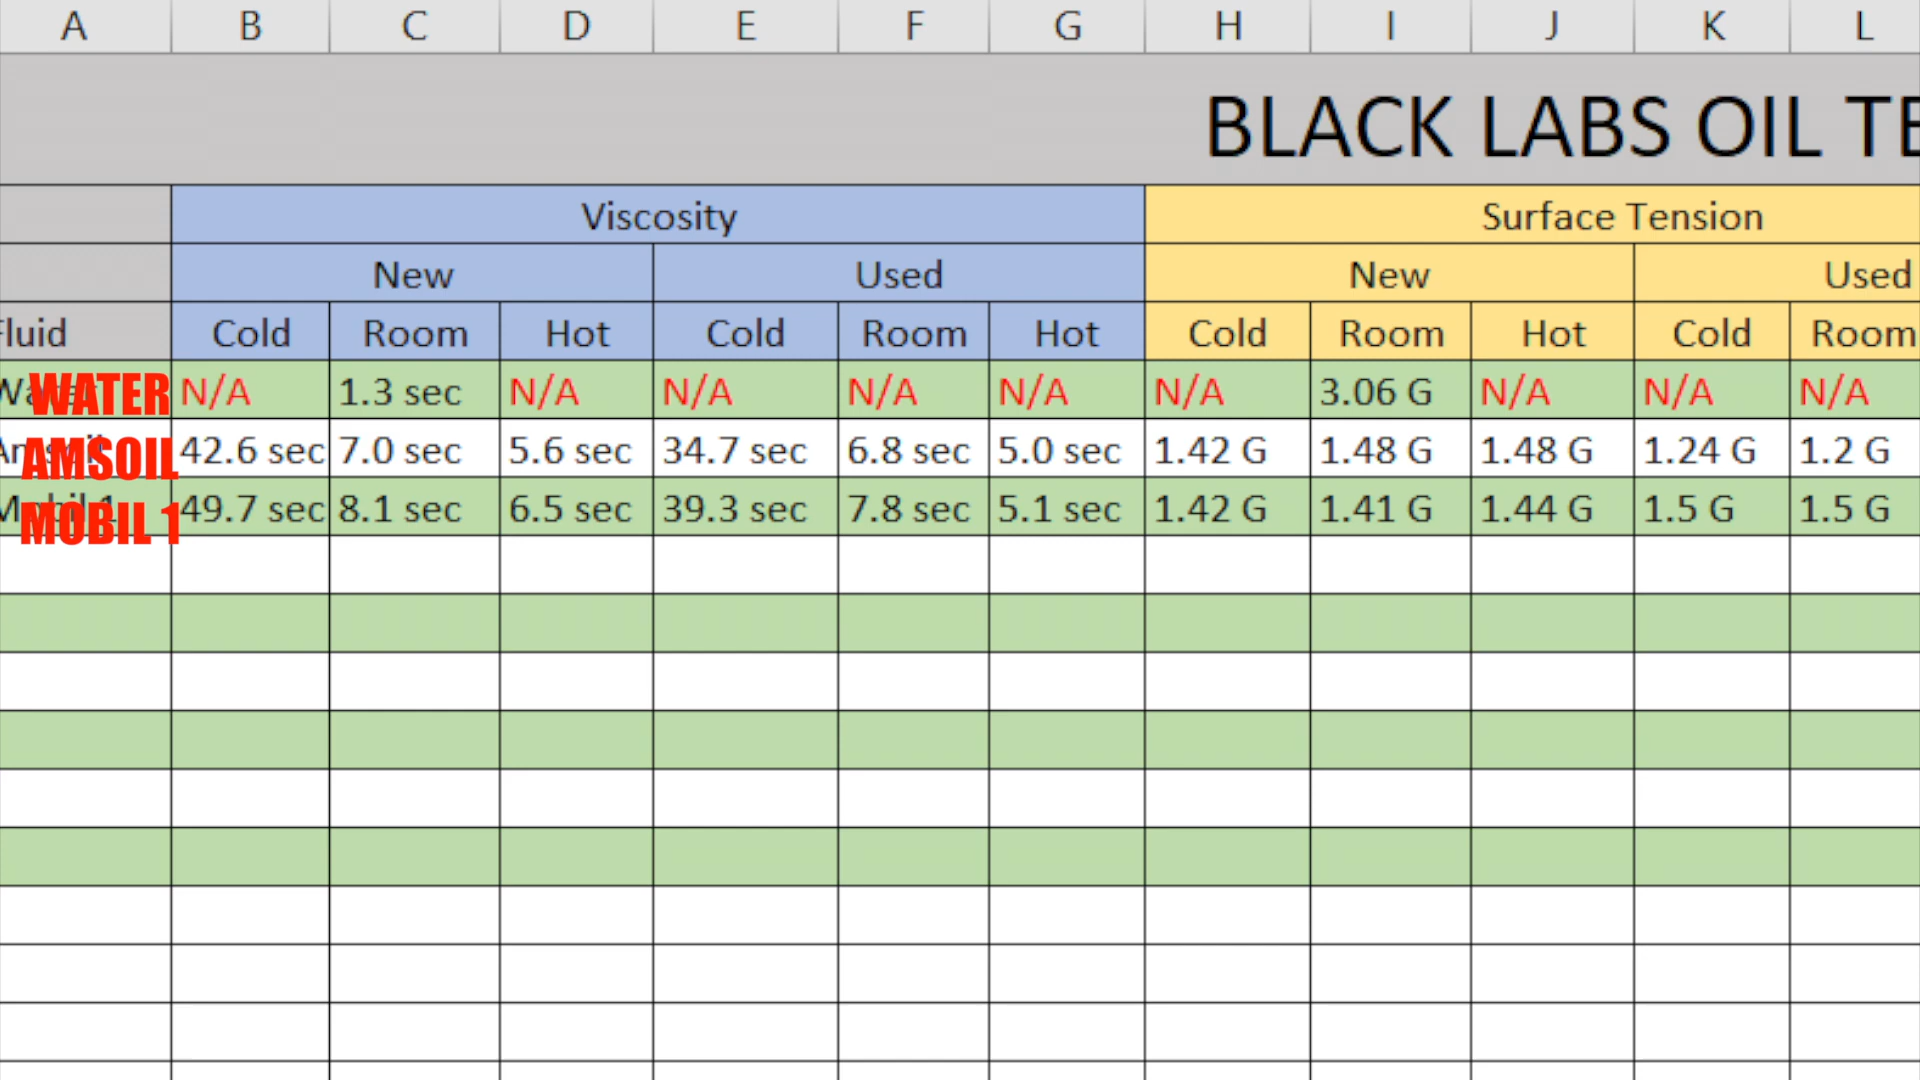 A B C D E F G H I J K L
BLACK LABS OIL TE
Viscosity Surface Tension
New Used New Used
Fluid Cold Room Hot Cold Room Hot Cold Room Hot Cold Room
WATER N/A 1.3 sec N/A N/A N/A N/A N/A 3.06 G N/A N/A N/A
AMSOIL 42.6 sec 7.0 sec 5.6 sec 34.7 sec 6.8 sec 5.0 sec 1.42 G 1.48 G 1.48 G 1.24 G 1.2 G
MOBIL 1 49.7 sec 8.1 sec 6.5 sec 39.3 sec 7.8 sec 5.1 sec 1.42 G 1.41 G 1.44 G 1.5 G 1.5 G